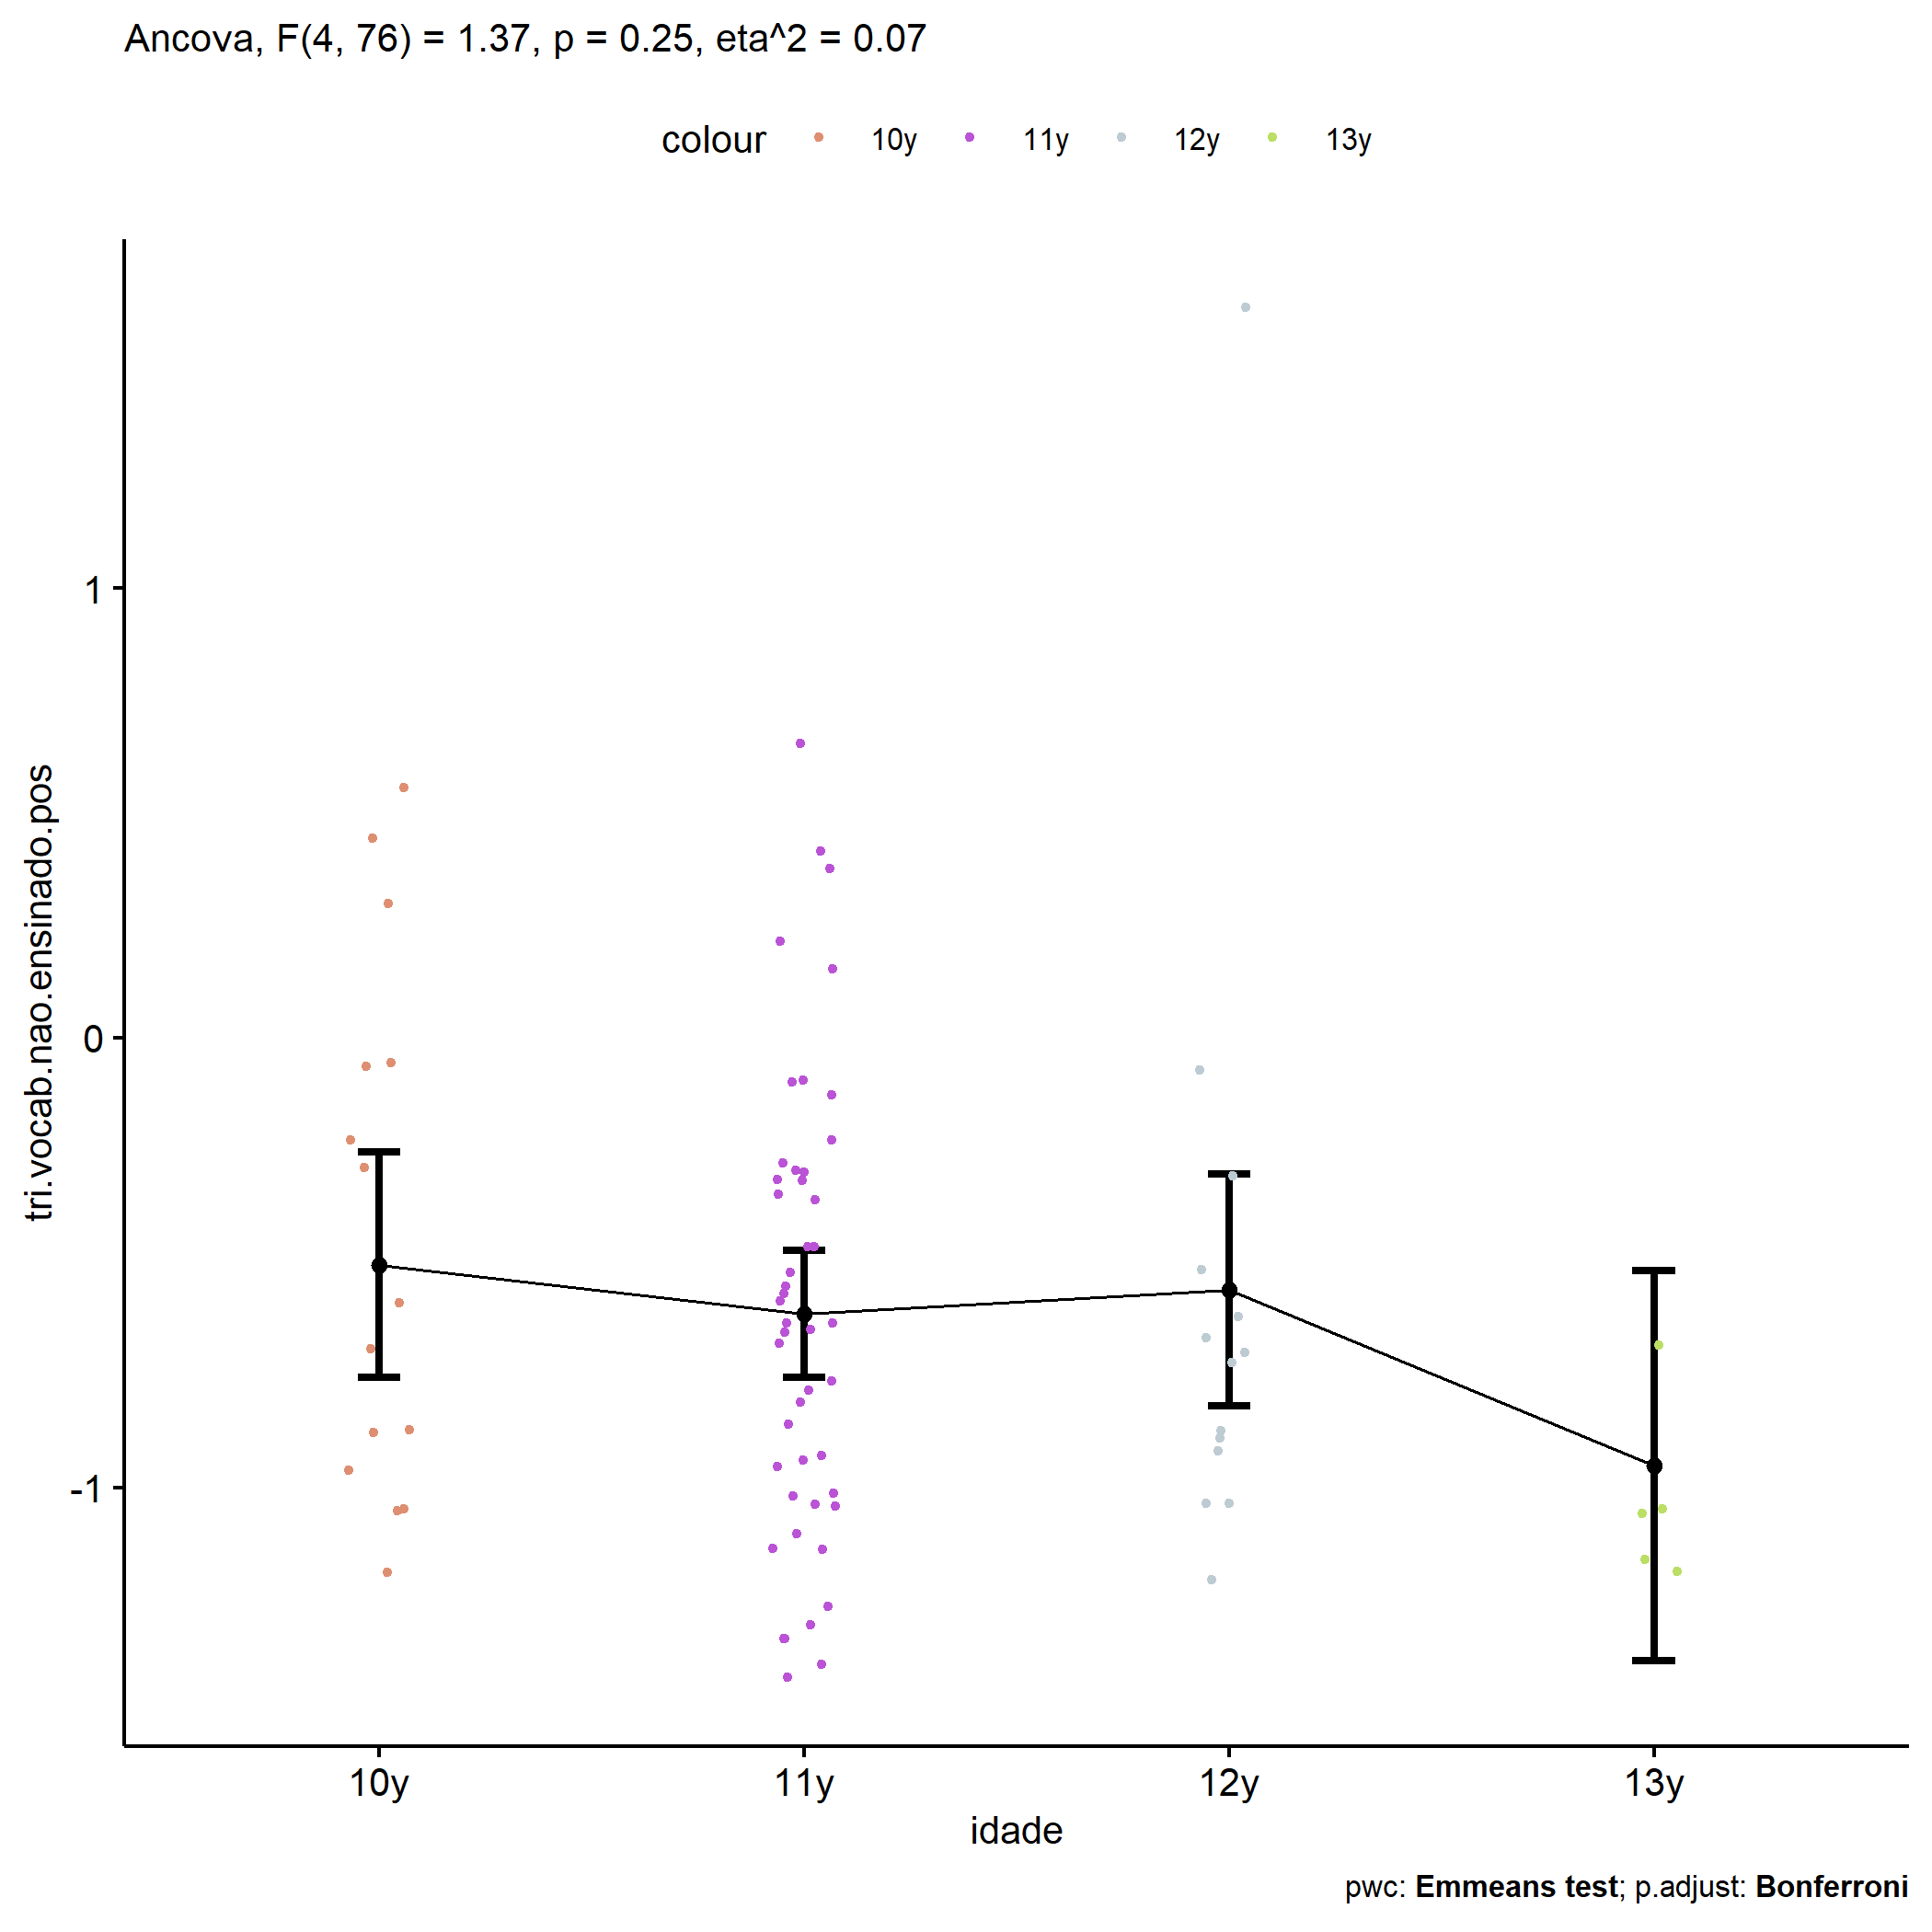 Ancova, F(4, 76) = 1.37, p = 0.25, eta^2 = 0.07
colour 10y 11y 12y 13y
tri.vocab.nao.ensinado.pos
1
0
-1
10y 11y 12y 13y
idade
pwc: Emmeans test; p.adjust: Bonferroni